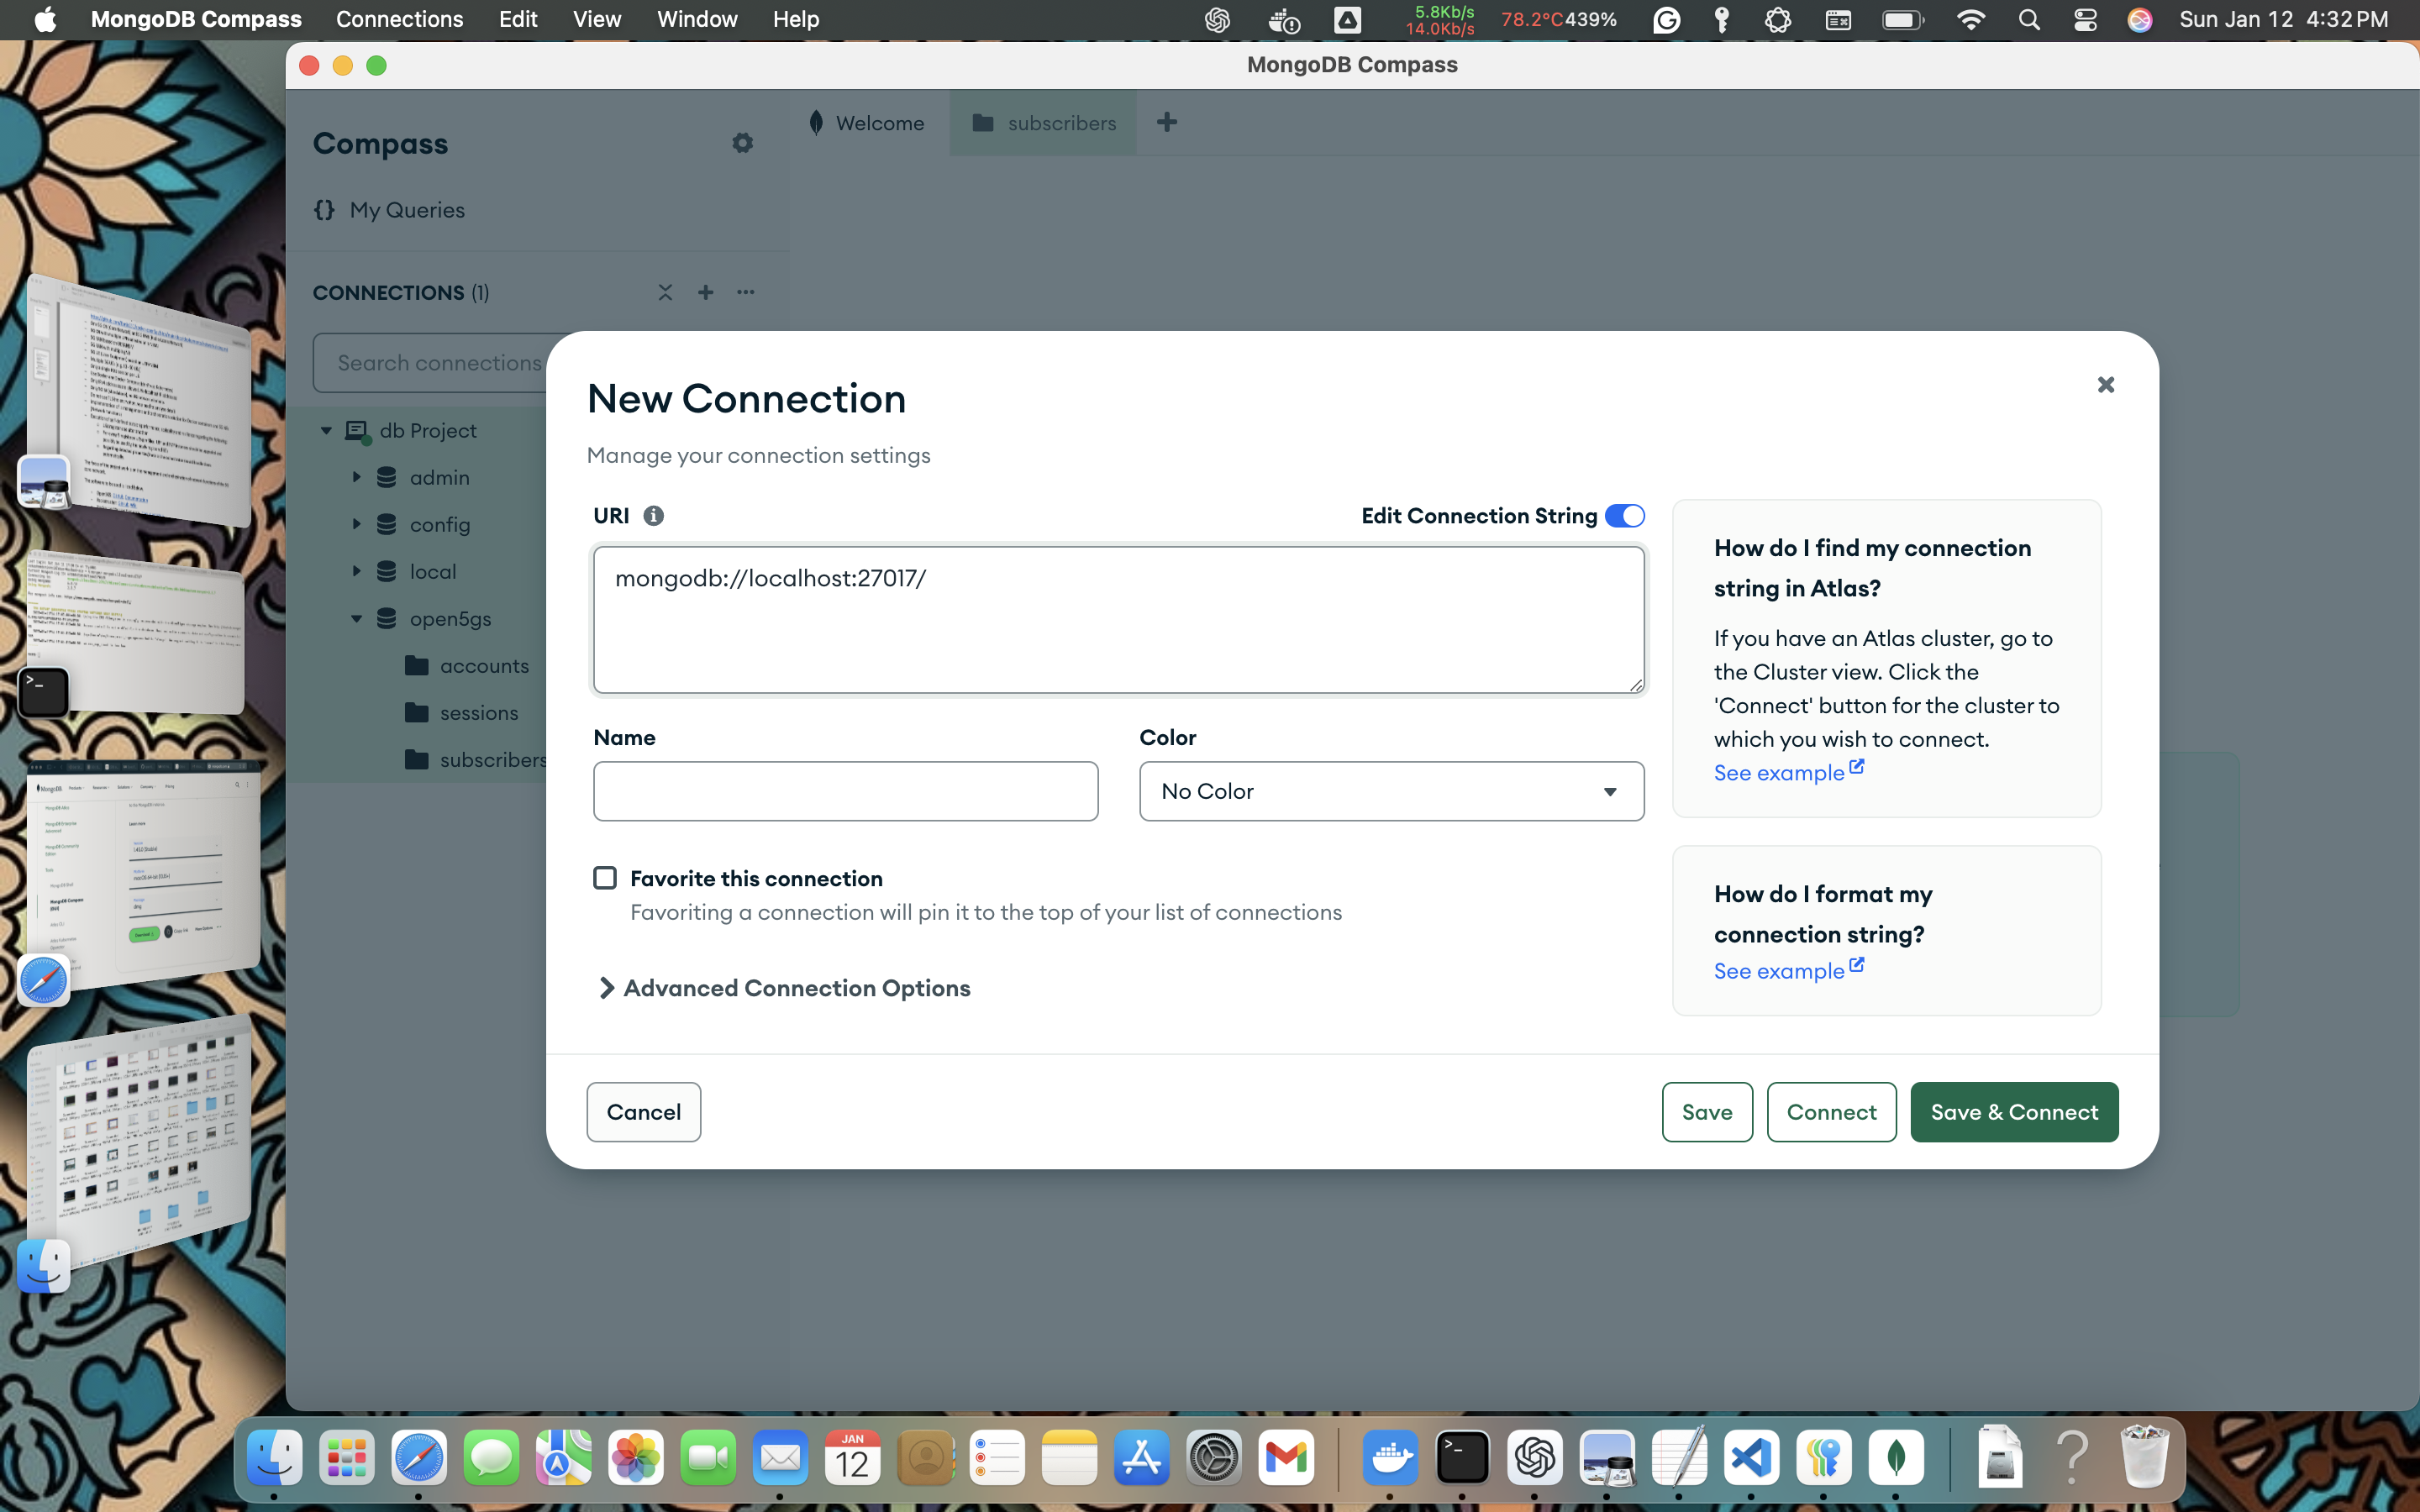 MongoDB Compass Connections Edit View Window Help
5.8Kb/s
14.0Kb/s
78.2°C439%
Sun Jan 12 4:32 PM
MongoDB Compass
Compass
{} My Queries
CONNECTIONS (1)
Search connections
db Project
admin
config
local
open5gs
accounts
sessions
subscribers
Welcome
subscribers
New Connection
Manage your connection settings
URI
Edit Connection String
mongodb://localhost:27017/
Name
Color
No Color
Favorite this connection
Favoriting a connection will pin it to the top of your list of connections
Advanced Connection Options
How do I find my connection
string in Atlas?
If you have an Atlas cluster, go to
the Cluster view. Click the
'Connect' button for the cluster to
which you wish to connect.
See example
How do I format my
connection string?
See example
Cancel
Save
Connect
Save & Connect
JAN
12